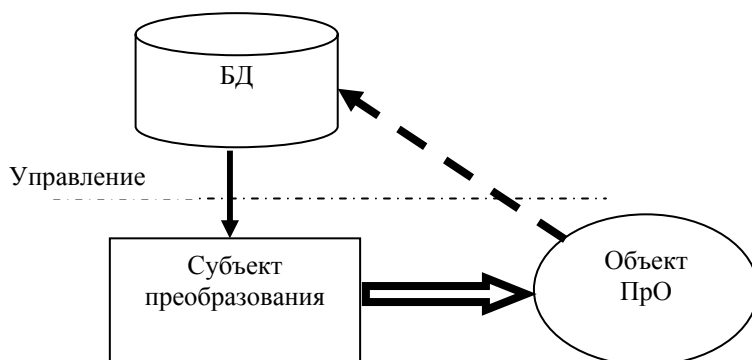 БД
Управление
Субъект
преобразования
Объект
ПрО